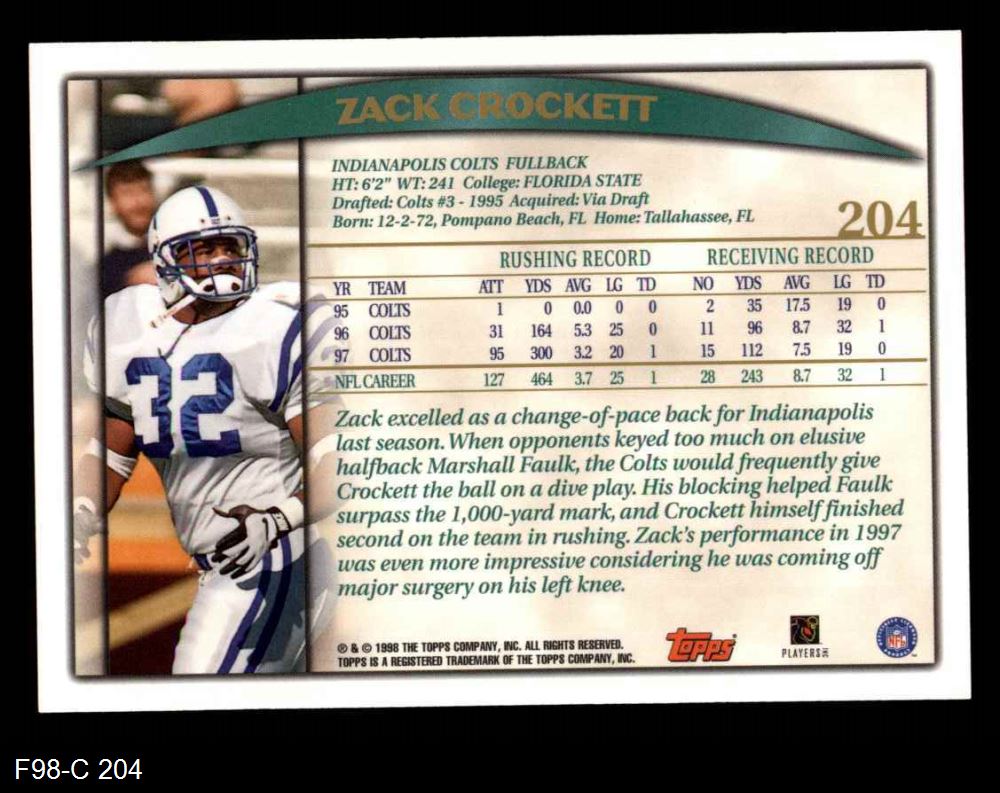 ZACK CROCKETT
INDIANAPOLIS COLTS FULLBACK
HT: 6'2" WT: 241 College: FLORIDA STATE
Drafted: Colts #3 - 1995 Acquired: Via Draft
Born: 12-2-72, Pompano Beach, FL Home: Tallahassee, FL
204
RUSHING RECORD RECEIVING RECORD
YR TEAM ATT YDS AVG LG TD NO YDS AVG LG TD
95 COLTS 1 0 0.0 0 0 2 35 17.5 19 0
96 COLTS 31 164 5.3 25 0 11 96 8.7 32 1
97 COLTS 95 300 3.2 20 1 15 112 7.5 19 0
NFL CAREER 127 464 3.7 25 1 28 243 8.7 32 1
Zack excelled as a change-of-pace back for Indianapolis
last season. When opponents keyed too much on elusive
halfback Marshall Faulk, the Colts would frequently give
Crockett the ball on a dive play. His blocking helped Faulk
surpass the 1,000-yard mark, and Crockett himself finished
second on the team in rushing. Zack's performance in 1997
was even more impressive considering he was coming off
major surgery on his left knee.
® & © 1998 THE TOPPS COMPANY, INC. ALL RIGHTS RESERVED.
TOPPS IS A REGISTERED TRADEMARK OF THE TOPPS COMPANY, INC.
topps
PLAYERS INC
NFL
32
F98-C 204